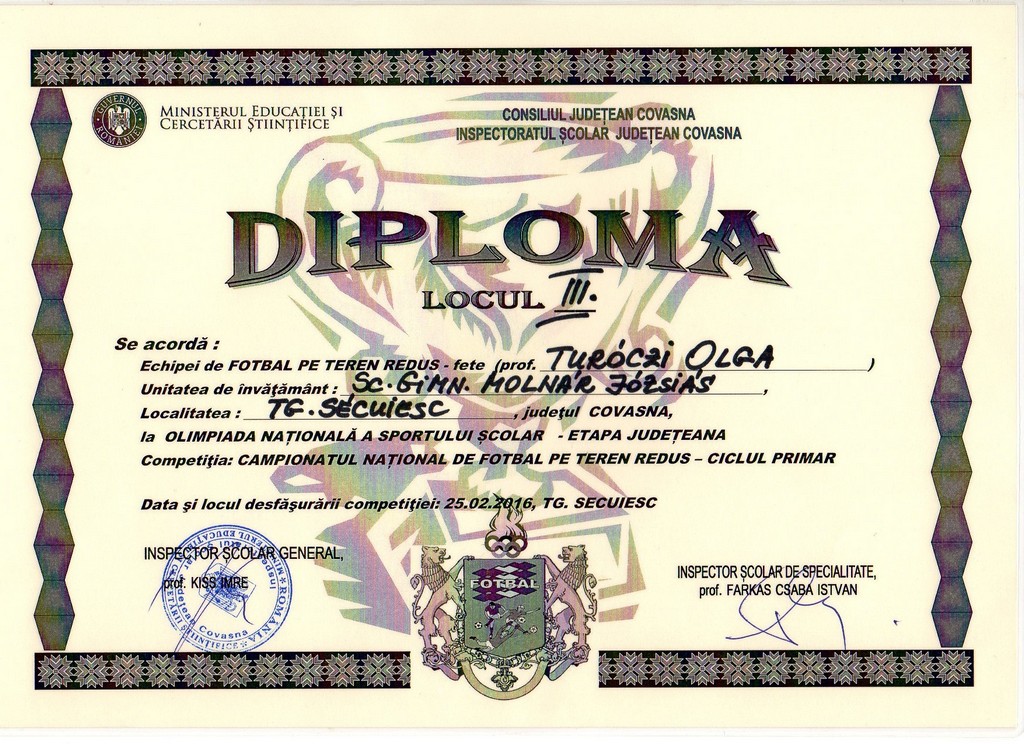 GUVERNUL ROMÂNIEI
MINISTERUL EDUCAȚIEI ȘI
CERCETĂRII ȘTIINȚIFICE
CONSILIUL JUDEȚEAN COVASNA
INSPECTORATUL ȘCOLAR JUDEȚEAN COVASNA
DIPLOMA
LOCUL III.
Se acordă :
Echipei de FOTBAL PE TEREN REDUS - fete (prof. TURÓCZI OLGA )
Unitatea de învățământ : SC. GIMN. MOLNÁR JÓZSIÁS ,
Localitatea : TG. SECUIESC , județul COVASNA,
la OLIMPIADA NAȚIONALĂ A SPORTULUI ȘCOLAR - ETAPA JUDEȚEANA
Competiția: CAMPIONATUL NAȚIONAL DE FOTBAL PE TEREN REDUS – CICLUL PRIMAR
Data și locul desfășurării competiției: 25.02.2016, TG. SECUIESC
INSPECTOR ȘCOLAR GENERAL,
prof. KISS IMRE
ROMÂNIA
Covasna
FOTBAL
INSPECTOR ȘCOLAR DE SPECIALITATE,
prof. FARKAS CSABA ISTVAN